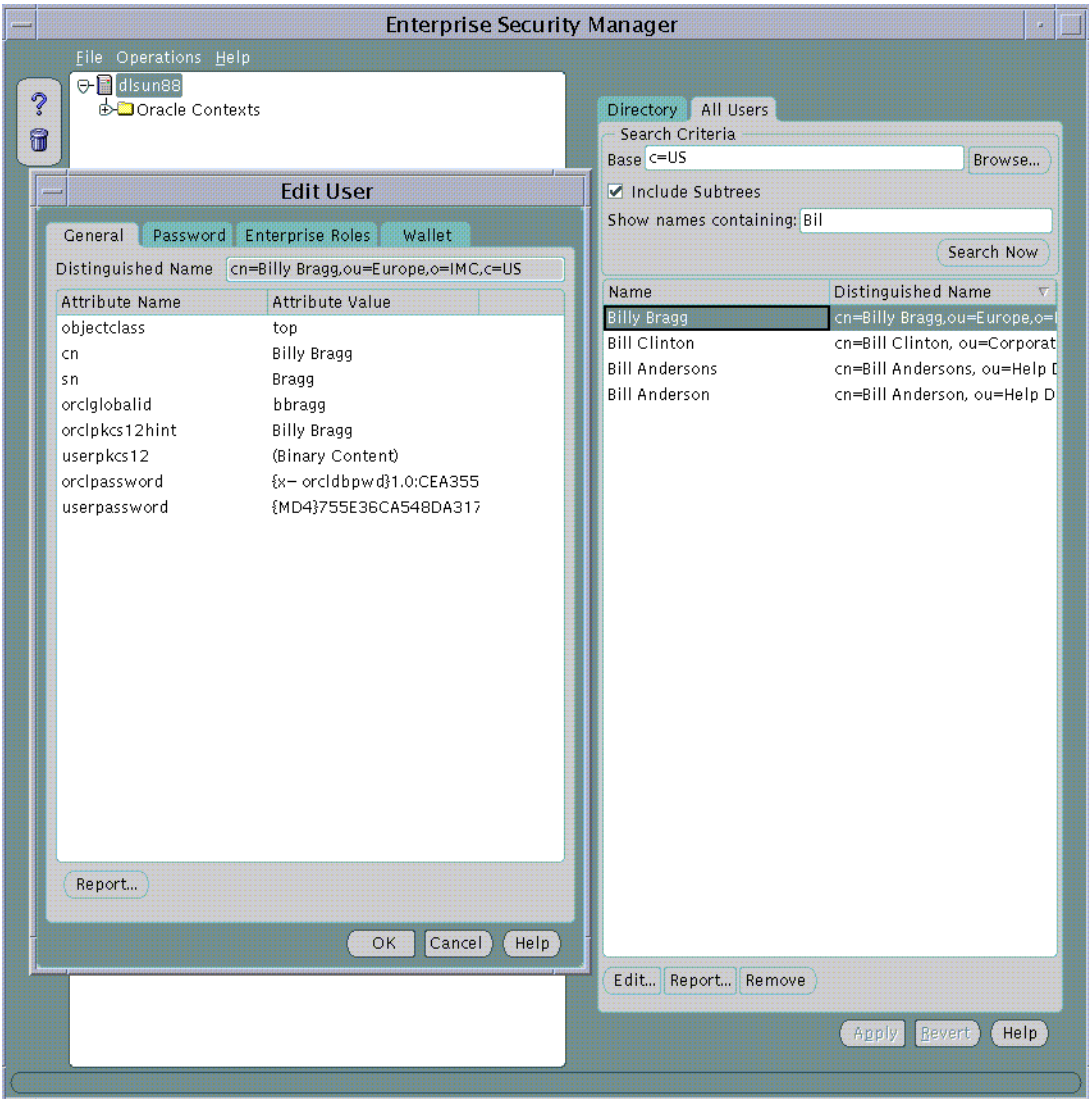 Enterprise Security Manager
File Operations Help
dlsun88
Oracle Contexts
?
Directory All Users
Search Criteria
Base c=US Browse...
Include Subtrees
Show names containing: Bil
Search Now
Name Distinguished Name
Billy Bragg cn=Billy Bragg,ou=Europe,o=I
Bill Clinton cn=Bill Clinton, ou=Corporat
Bill Andersons cn=Bill Andersons, ou=Help D
Bill Anderson cn=Bill Anderson, ou=Help D
Edit... Report... Remove
Apply Revert Help
Edit User
General Password Enterprise Roles Wallet
Distinguished Name cn=Billy Bragg,ou=Europe,o=IMC,c=US
Attribute Name Attribute Value
objectclass top
cn Billy Bragg
sn Bragg
orclglobalid bbragg
orclpkcs12hint Billy Bragg
userpkcs12 (Binary Content)
orclpassword {x- orcldbpwd}1.0:CEA355
userpassword {MD4}755E36CA548DA317
Report...
OK Cancel Help